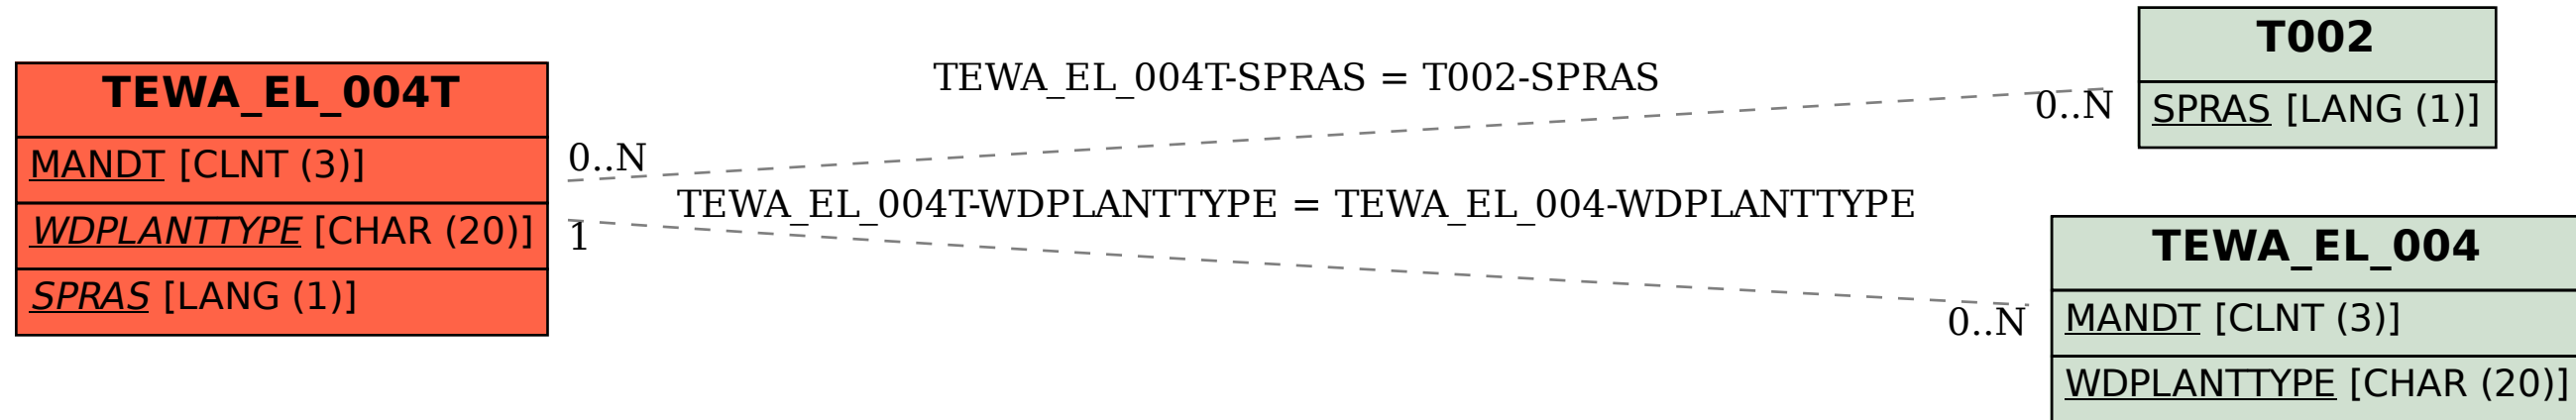 TEWA_EL_004T
MANDT [CLNT (3)]
WDPLANTTYPE [CHAR (20)]
SPRAS [LANG (1)]
TEWA_EL_004T-SPRAS = T002-SPRAS
0..N
0..N
TEWA_EL_004T-WDPLANTTYPE = TEWA_EL_004-WDPLANTTYPE
1
0..N
T002
SPRAS [LANG (1)]
TEWA_EL_004
MANDT [CLNT (3)]
WDPLANTTYPE [CHAR (20)]